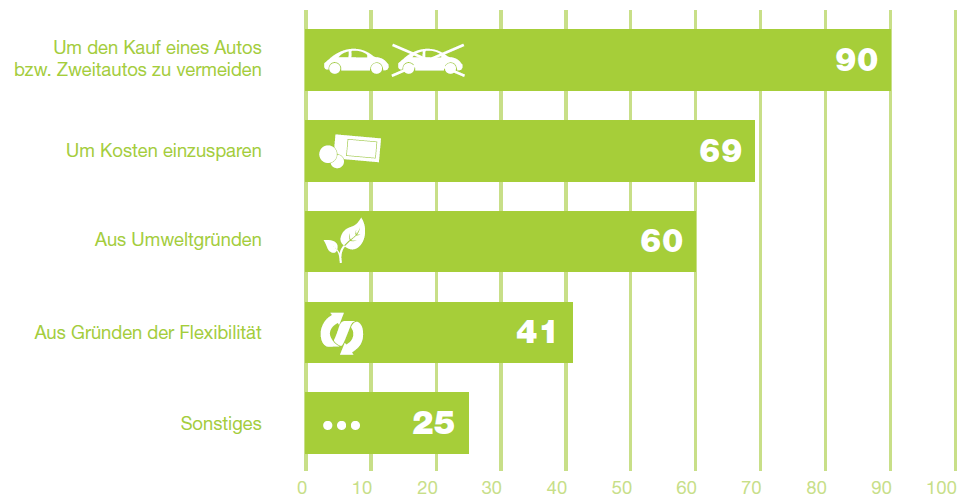 Um den Kauf eines Autos
bzw. Zweitautos zu vermeiden
90
Um Kosten einzusparen
69
Aus Umweltgründen
60
Aus Gründen der Flexibilität
41
Sonstiges
25
0 10 20 30 40 50 60 70 80 90 100